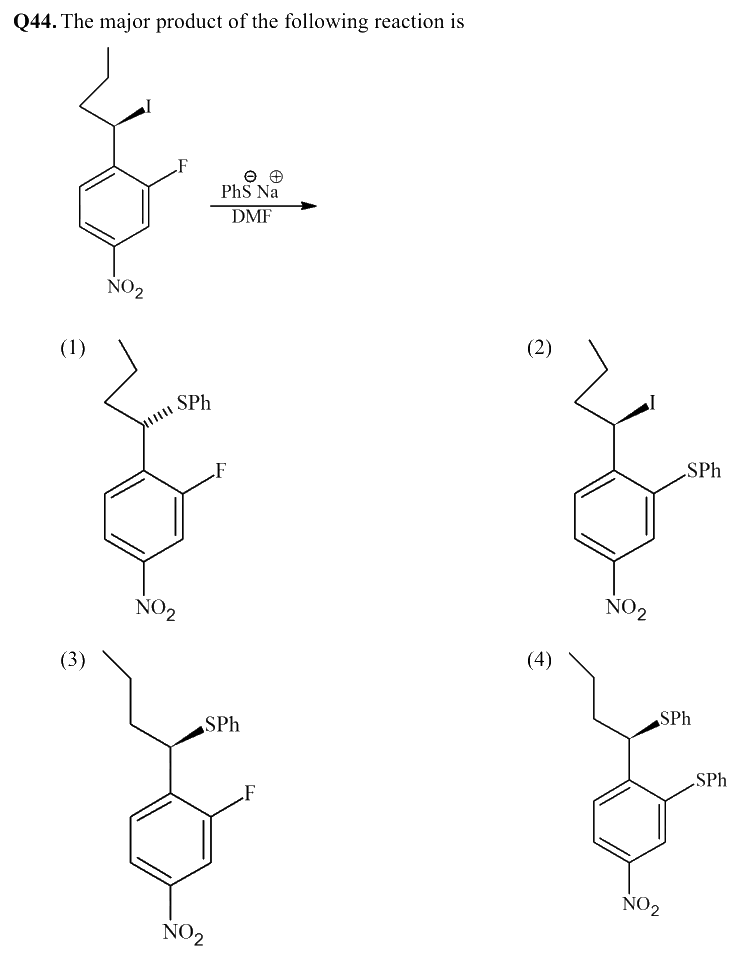 Q44. The major product of the following reaction is
I
F
⊖ ⊕
PhS Na
DMF
NO2
(1)
SPh
F
NO2
(2)
I
SPh
NO2
(3)
SPh
F
NO2
(4)
SPh
SPh
NO2